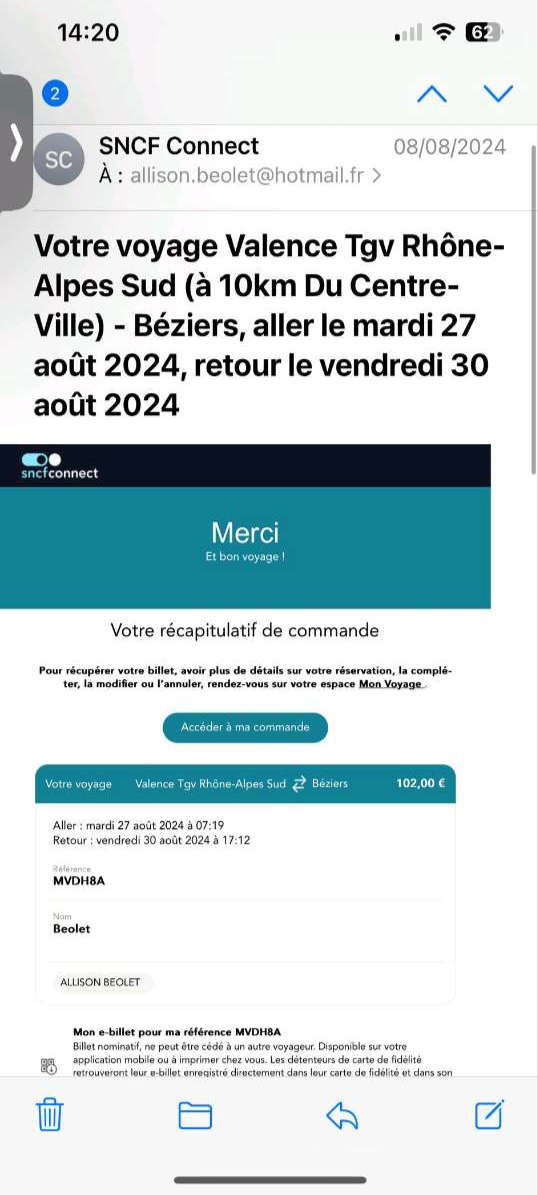 14:20
62
2
SC
SNCF Connect
08/08/2024
À : allison.beolet@hotmail.fr
Votre voyage Valence Tgv Rhône-
Alpes Sud (à 10km Du Centre-
Ville) - Béziers, aller le mardi 27
août 2024, retour le vendredi 30
août 2024
sncfconnect
Merci
Et bon voyage !
Votre récapitulatif de commande
Pour récupérer votre billet, avoir plus de détails sur votre réservation, la complé-
ter, la modifier ou l'annuler, rendez-vous sur votre espace Mon Voyage .
Accéder à ma commande
Votre voyage Valence Tgv Rhône-Alpes Sud ⇄ Béziers 102,00 €
Aller : mardi 27 août 2024 à 07:19
Retour : vendredi 30 août 2024 à 17:12
Référence
MVDH8A
Nom
Beolet
ALLISON BEOLET
Mon e-billet pour ma référence MVDH8A
Billet nominatif, ne peut être cédé à un autre voyageur. Disponible sur votre
application mobile ou à imprimer chez vous. Les détenteurs de carte de fidélité
retrouveront leur e-billet enregistré directement dans leur carte de fidélité et dans son